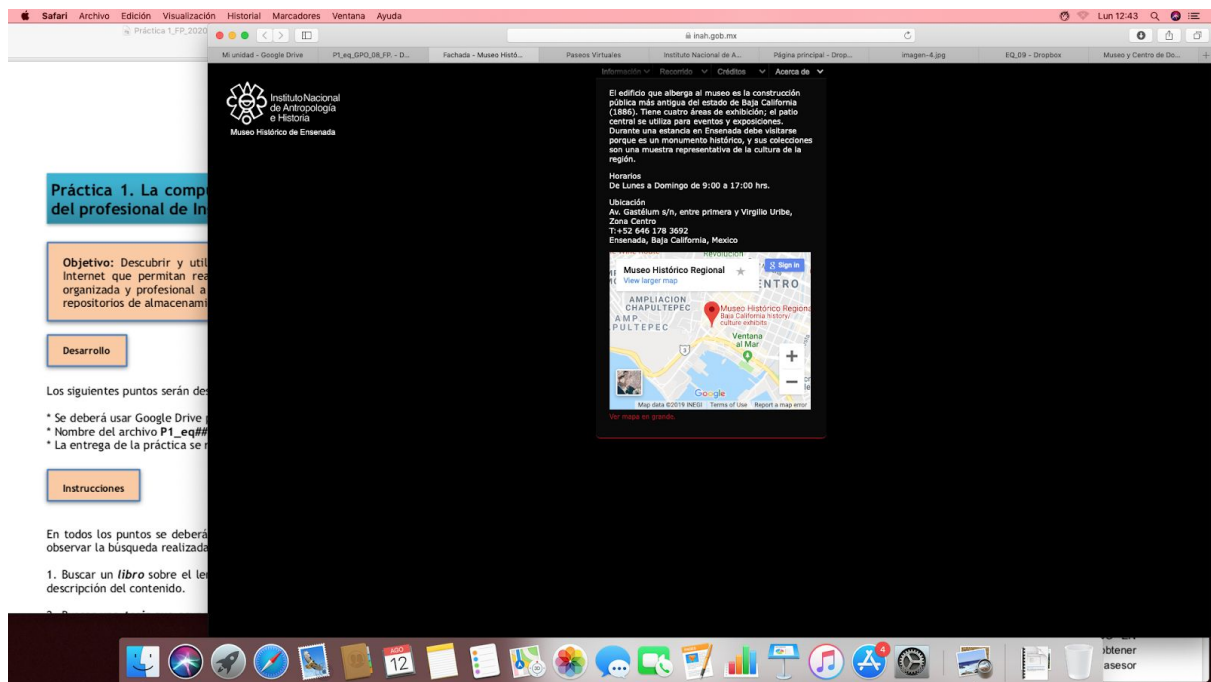 Safari Archivo Edición Visualización Historial Marcadores Ventana Ayuda
Lun 12:43
Práctica 1_FP_2020
inah.gob.mx
Mi unidad - Google Drive
P1_eq_GPO_08_FP. - D...
Fachada - Museo Histó...
Paseos Virtuales
Instituto Nacional de A...
Página principal - Drop...
imagen-4.jpg
EQ_09 - Dropbox
Museo y Centro de Do...
Información Recorrido Créditos Acerca de
Instituto Nacional
de Antropología
e Historia
Museo Histórico de Ensenada
El edificio que alberga al museo es la construcción
pública más antigua del estado de Baja California
(1886). Tiene cuatro áreas de exhibición; el patio
central se utiliza para eventos y exposiciones.
Durante una estancia en Ensenada debe visitarse
porque es un monumento histórico, y sus colecciones
son una muestra representativa de la cultura de la
región.
Horarios
De Lunes a Domingo de 9:00 a 17:00 hrs.
Ubicación
Av. Gastélum s/n, entre primera y Virgilio Uribe,
Zona Centro
T:+52 646 178 3692
Ensenada, Baja California, Mexico
Museo Histórico Regional
View larger map
Sign in
ENTRO
AMPLIACION
CHAPULTEPEC
AMP.
PULTEPEC
Museo Histórico Regiona
Baja California history/
culture exhibits
Ventana
al Mar
3
Google
Map data ©2019 INEGI Terms of Use Report a map error
Ver mapa en grande.
Práctica 1. La comp
del profesional de In
Objetivo: Descubrir y util
Internet que permitan rea
organizada y profesional a
repositorios de almacenami
Desarrollo
Los siguientes puntos serán des
* Se deberá usar Google Drive p
* Nombre del archivo P1_eq##
* La entrega de la práctica se r
Instrucciones
En todos los puntos se deberá
observar la búsqueda realizada
1. Buscar un libro sobre el len
descripción del contenido.
AGO
12
3D
4
obtener
asesor